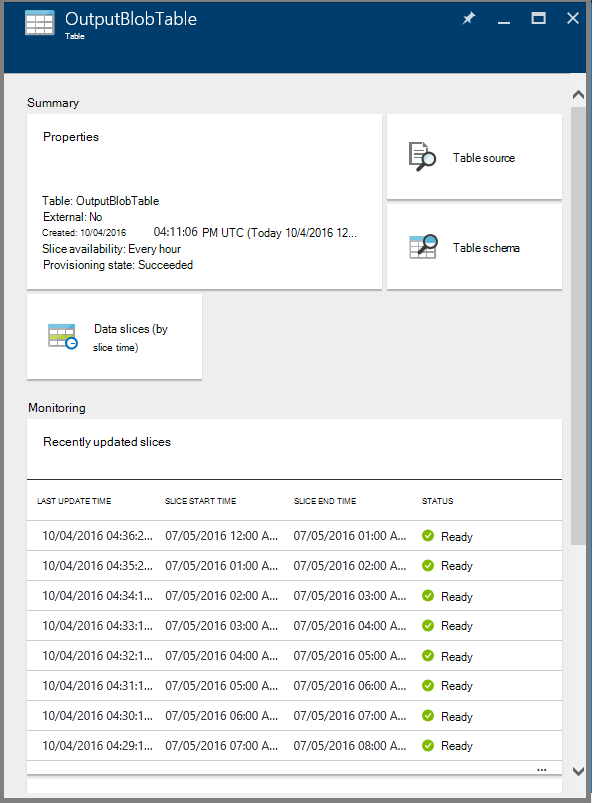 OutputBlobTable
Table
Summary
Properties
Table: OutputBlobTable
External: No
Created: 10/04/2016 04:11:06 PM UTC (Today 10/4/2016 12...
Slice availability: Every hour
Provisioning state: Succeeded
Table source
Table schema
Data slices (by
slice time)
Monitoring
Recently updated slices
LAST UPDATE TIME SLICE START TIME SLICE END TIME STATUS
10/04/2016 04:36:2... 07/05/2016 12:00 A... 07/05/2016 01:00 A... Ready
10/04/2016 04:35:2... 07/05/2016 01:00 A... 07/05/2016 02:00 A... Ready
10/04/2016 04:34:1... 07/05/2016 02:00 A... 07/05/2016 03:00 A... Ready
10/04/2016 04:33:1... 07/05/2016 03:00 A... 07/05/2016 04:00 A... Ready
10/04/2016 04:32:1... 07/05/2016 04:00 A... 07/05/2016 05:00 A... Ready
10/04/2016 04:31:1... 07/05/2016 05:00 A... 07/05/2016 06:00 A... Ready
10/04/2016 04:30:1... 07/05/2016 06:00 A... 07/05/2016 07:00 A... Ready
10/04/2016 04:29:1... 07/05/2016 07:00 A... 07/05/2016 08:00 A... Ready
...